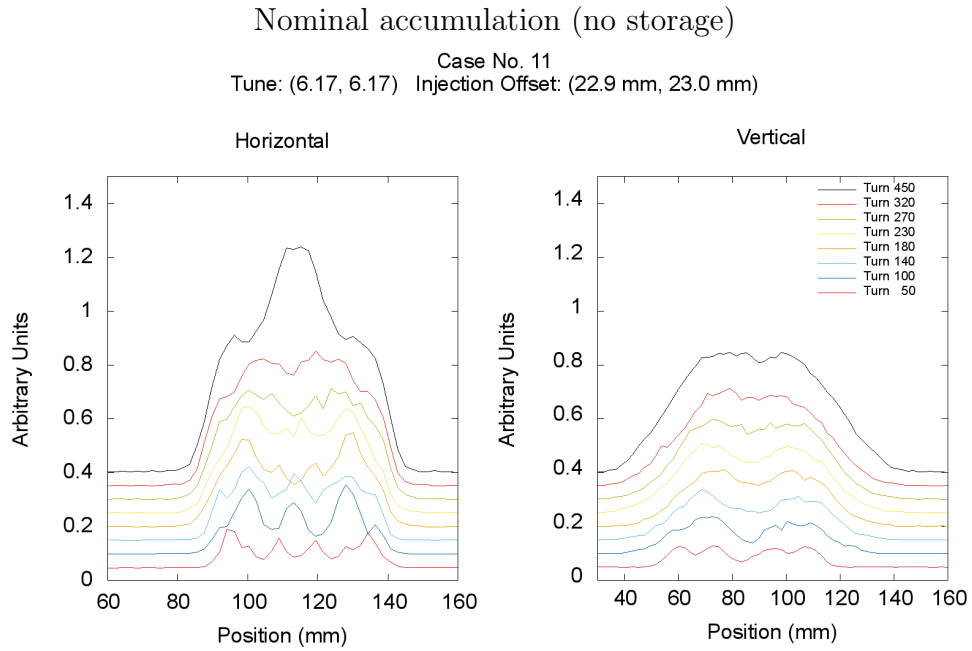 Nominal accumulation (no storage)
Case No. 11
Tune: (6.17, 6.17) Injection Offset: (22.9 mm, 23.0 mm)
Horizontal
Arbitrary Units
1.4
1.2
1
0.8
0.6
0.4
0.2
0
60 80 100 120 140 160
Position (mm)
Vertical
Arbitrary Units
1.4
1.2
1
0.8
0.6
0.4
0.2
0
40 60 80 100 120 140 160
Position (mm)
Turn 450
Turn 320
Turn 270
Turn 230
Turn 180
Turn 140
Turn 100
Turn 50